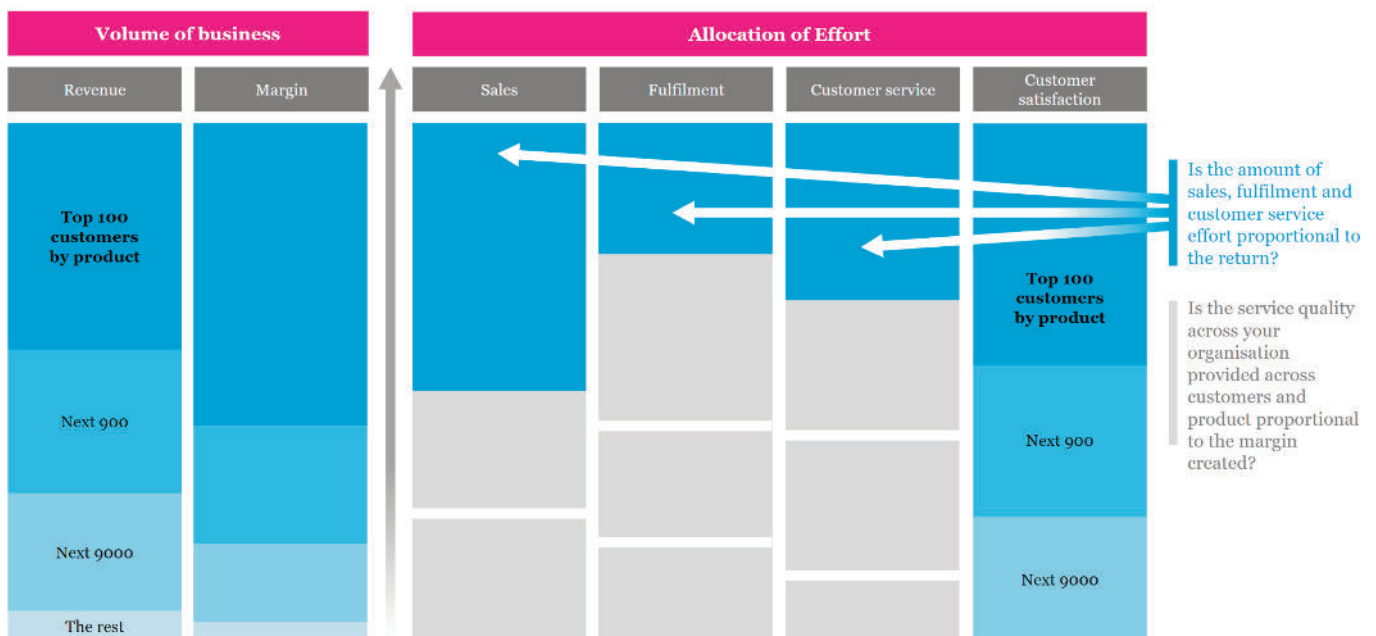 Volume of business
Allocation of Effort
Revenue
Margin
Sales
Fulfilment
Customer service
Customer
satisfaction
Top 100
customers
by product
Next 900
Next 9000
The rest
Top 100
customers
by product
Next 900
Next 9000
Is the amount of
sales, fulfilment and
customer service
effort proportional to
the return?
Is the service quality
across your
organisation
provided across
customers and
product proportional
to the margin
created?